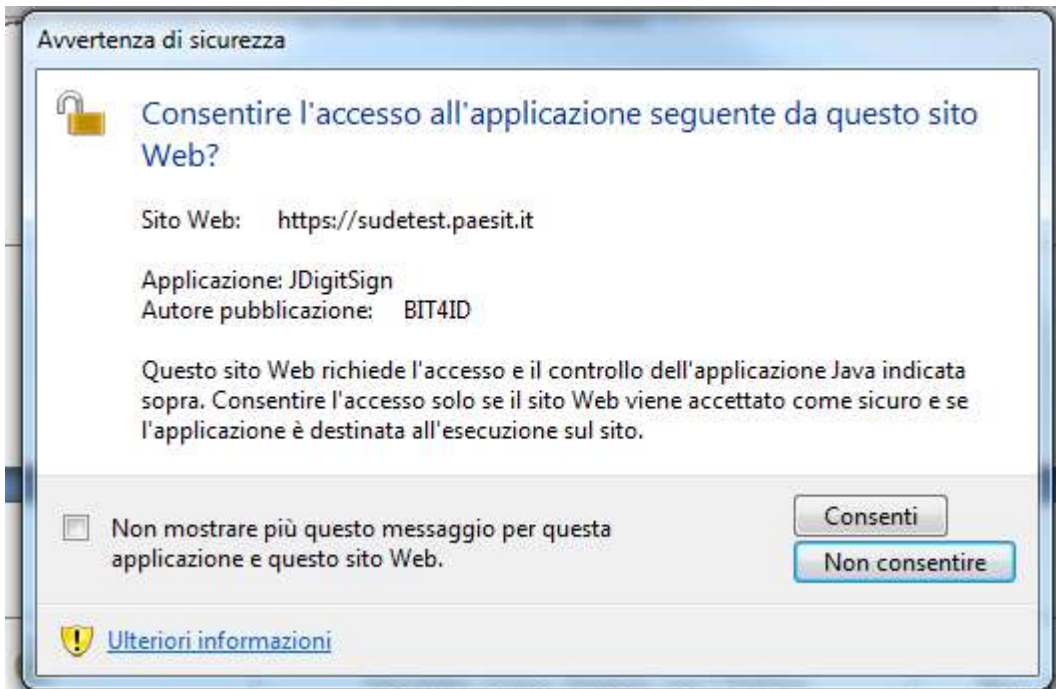 Avvertenza di sicurezza
Consentire l'accesso all'applicazione seguente da questo sito
Web?
Sito Web: https://sudetest.paesit.it
Applicazione: JDigitSign
Autore pubblicazione: BIT4ID
Questo sito Web richiede l'accesso e il controllo dell'applicazione Java indicata
sopra. Consentire l'accesso solo se il sito Web viene accettato come sicuro e se
l'applicazione è destinata all'esecuzione sul sito.
Non mostrare più questo messaggio per questa
applicazione e questo sito Web.
Consenti
Non consentire
Ulteriori informazioni